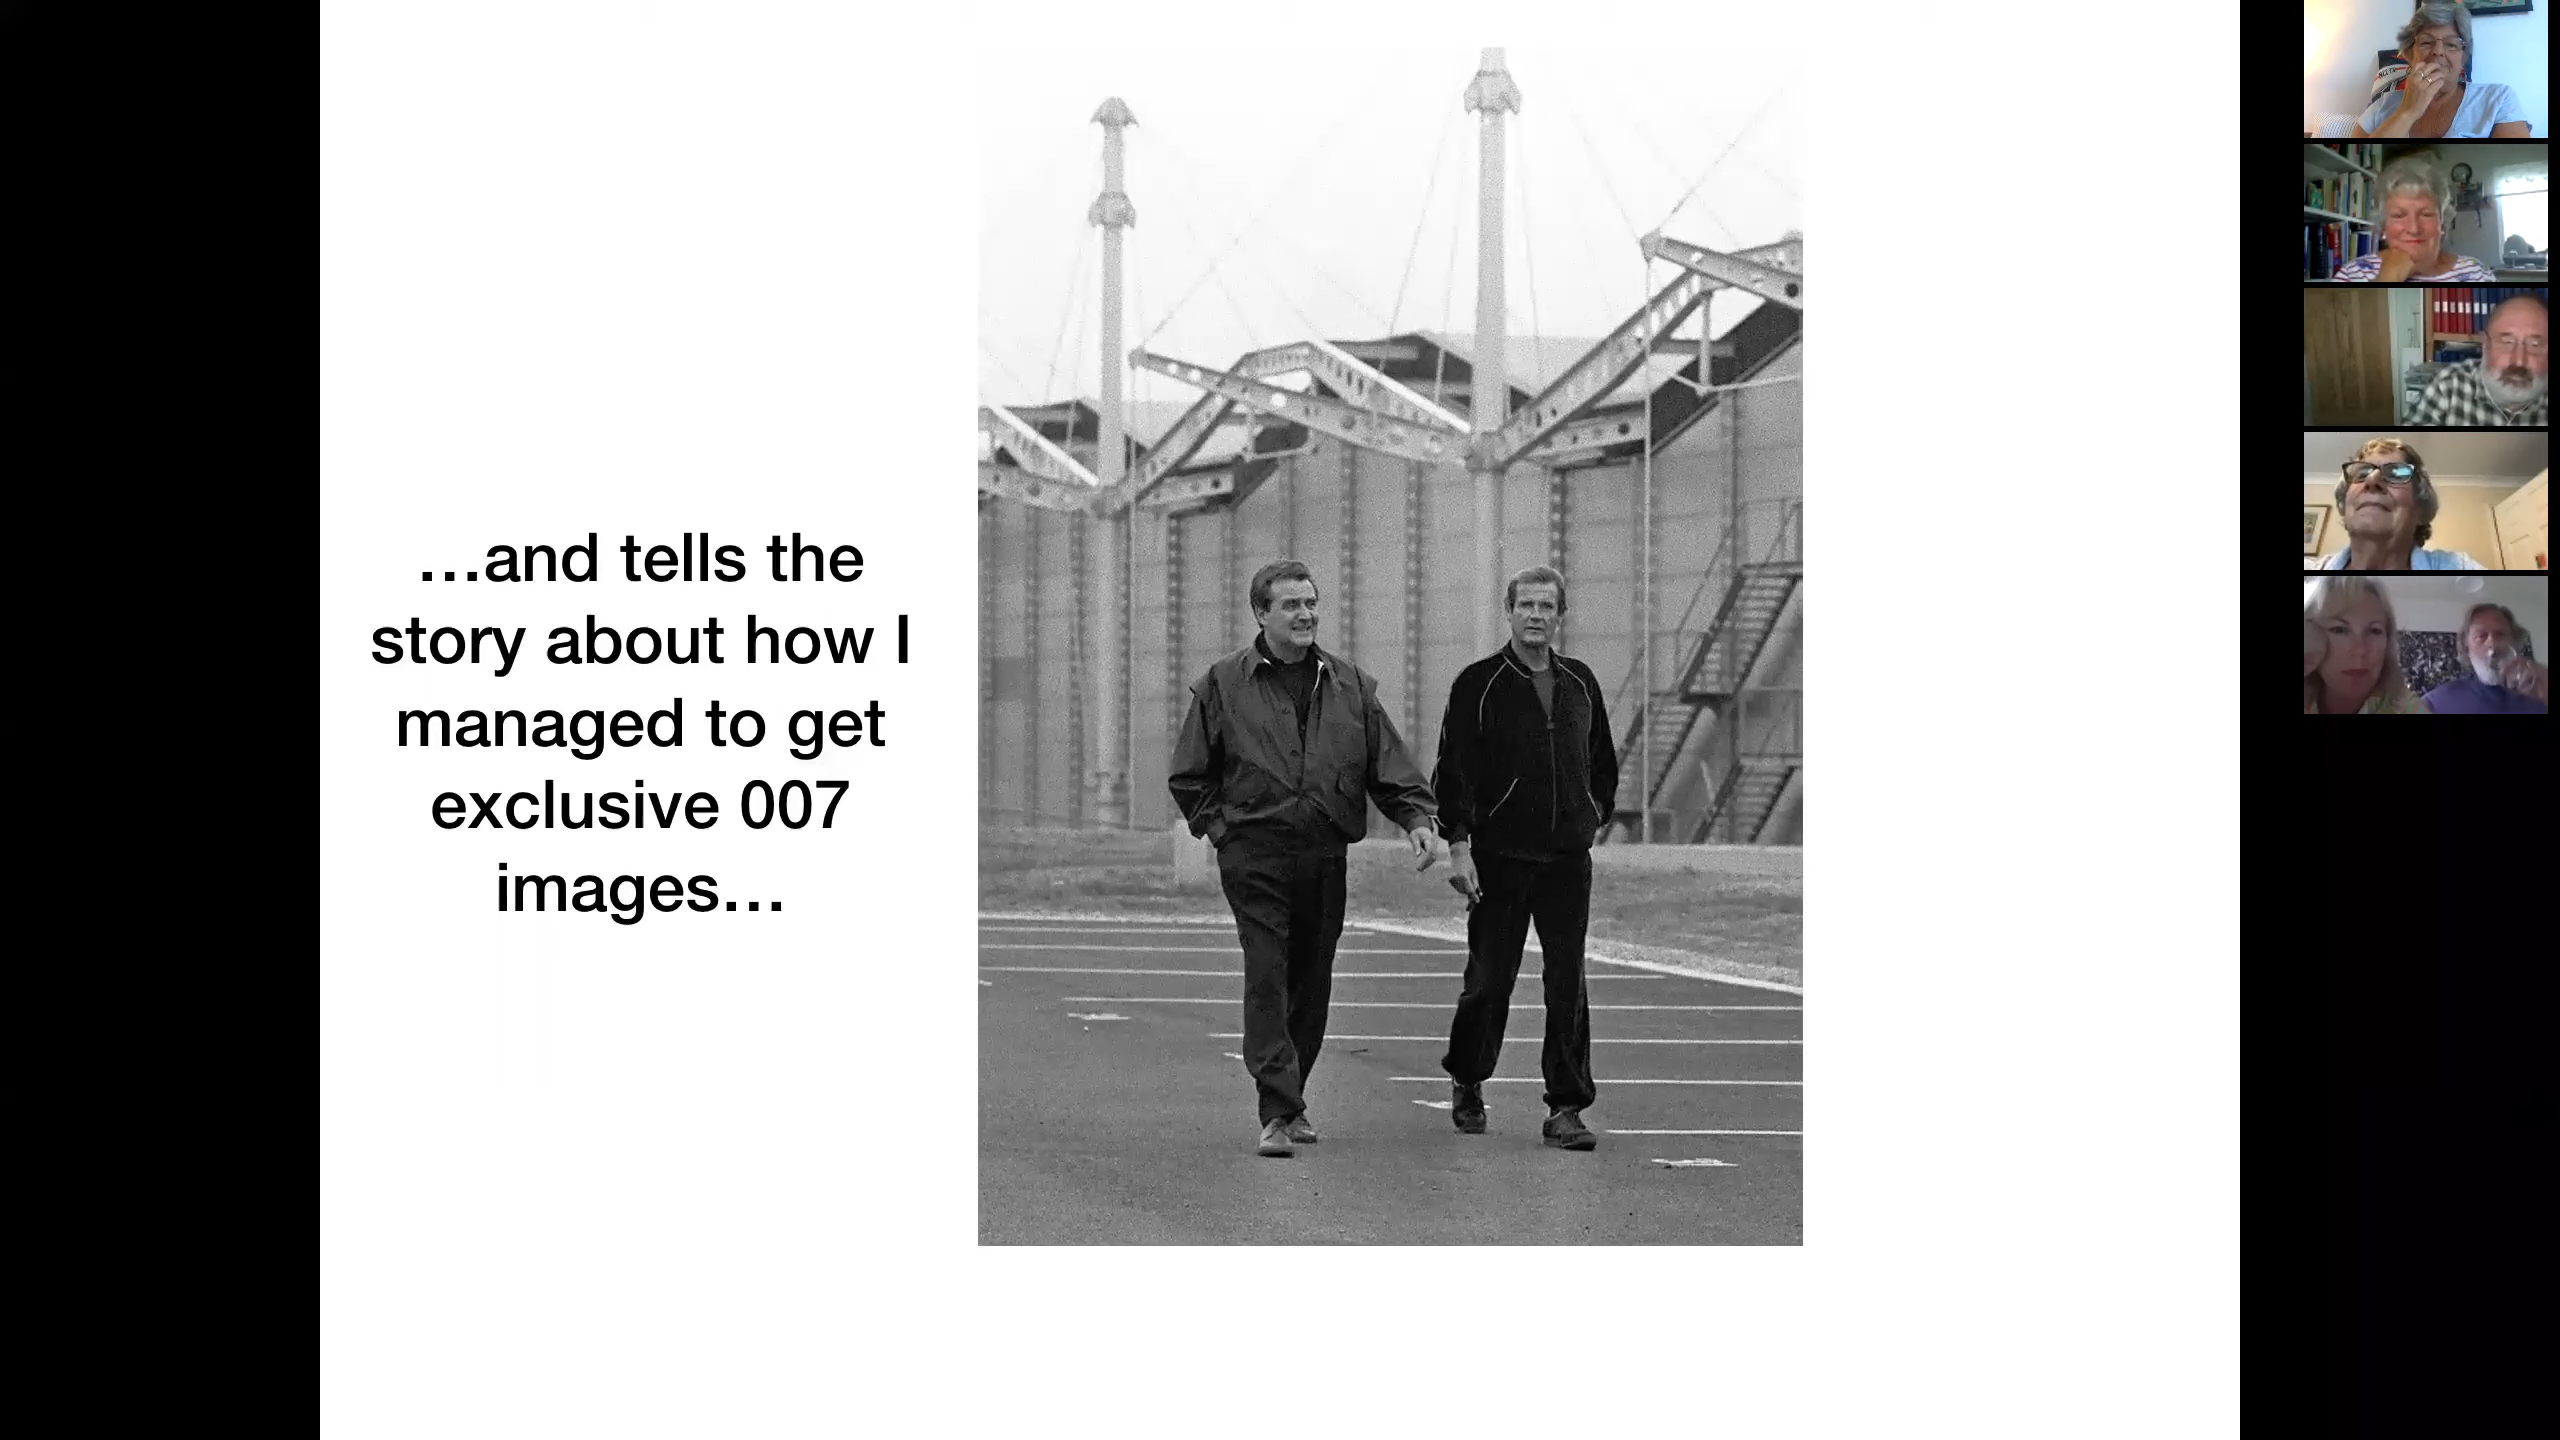 …and tells the
story about how I
managed to get
exclusive 007
images…